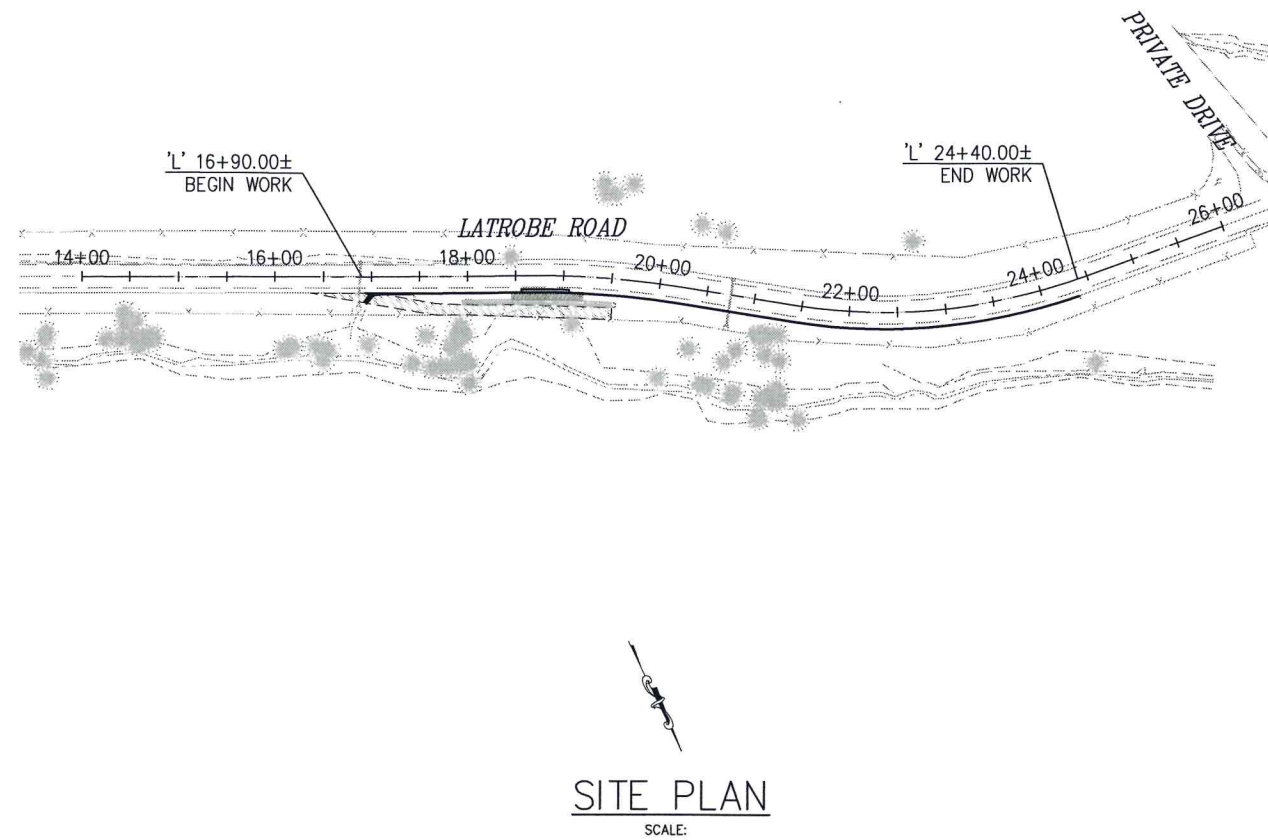 PRIVATE DRIVE
'L' 16+90.00±
BEGIN WORK
'L' 24+40.00±
END WORK
LATROBE ROAD
14+00
16+00
18+00
20+00
22+00
24+00
26+00
SITE PLAN
SCALE: